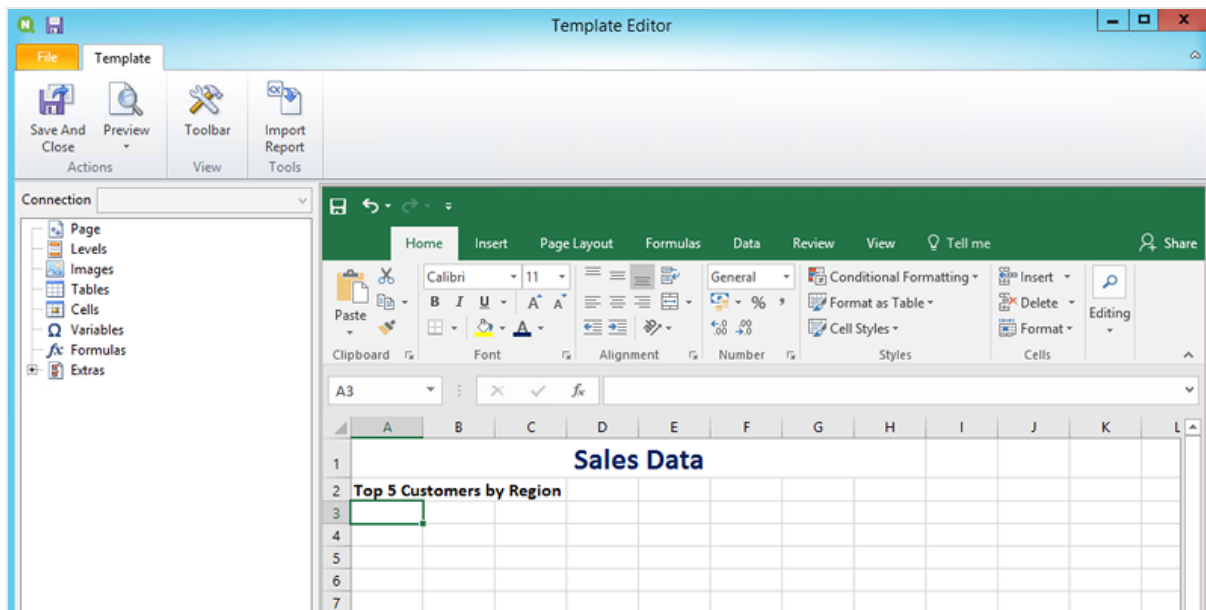 Template Editor
File Template
Save And Close
Preview
Toolbar
Import Report
Actions View Tools
Connection
Page
Levels
Images
Tables
Cells
Variables
Formulas
Extras
Home Insert Page Layout Formulas Data Review View Tell me Share
Paste
Calibri 11
B I U A A
A
General
% ,
Conditional Formatting
Format as Table
Cell Styles
Insert
Delete
Format
Editing
Clipboard Font Alignment Number Styles Cells
A3 fx
A B C D E F G H I J K L
1 Sales Data
2 Top 5 Customers by Region
3
4
5
6
7